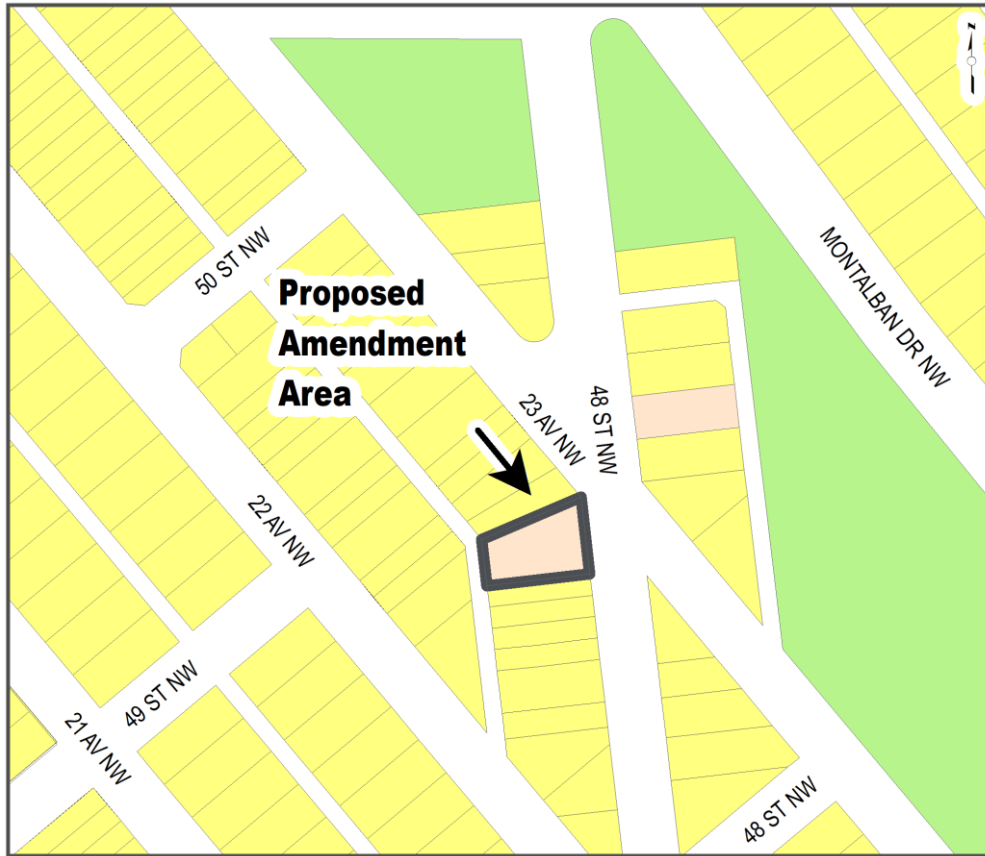 N
50 ST NW
Proposed
Amendment
Area
MONTALBAN DR NW
23 AV NW
48 ST NW
22 AV NW
49 ST NW
21 AV NW
48 ST NW